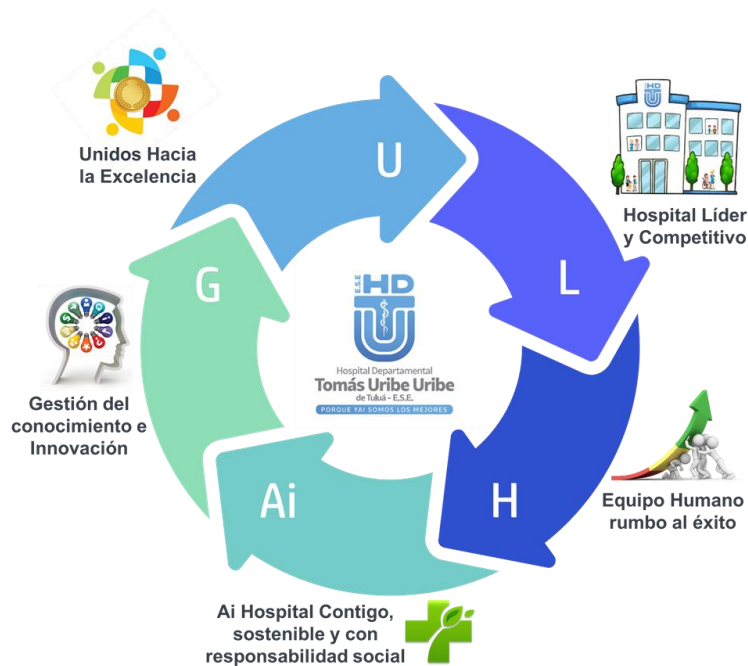 Unidos Hacia
la Excelencia
U
HD
U
Hospital Líder
y Competitivo
L
G
E.S.E
HD
U
Hospital Departamental
Tomás Uribe Uribe
de Tuluá - E.S.E.
PORQUE YA! SOMOS LOS MEJORES
Gestión del
conocimiento e
Innovación
Ai
H
Equipo Humano
rumbo al éxito
Ai Hospital Contigo,
sostenible y con
responsabilidad social